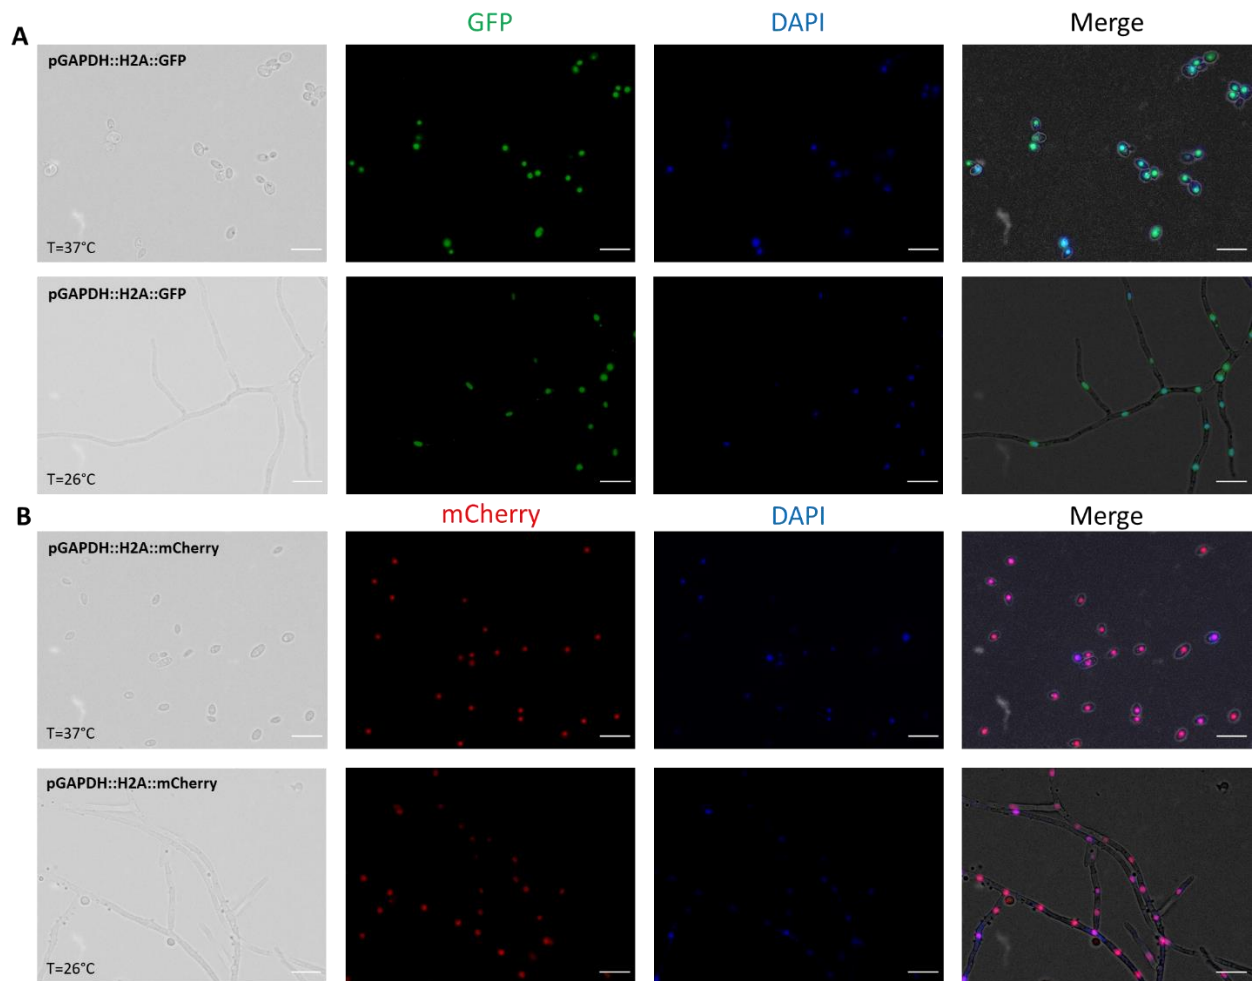 A
GFP
DAPI
Merge
pGAPDH::H2A::GFP
T=37°C
pGAPDH::H2A::GFP
T=26°C
B
mCherry
DAPI
Merge
pGAPDH::H2A::mCherry
T=37°C
pGAPDH::H2A::mCherry
T=26°C